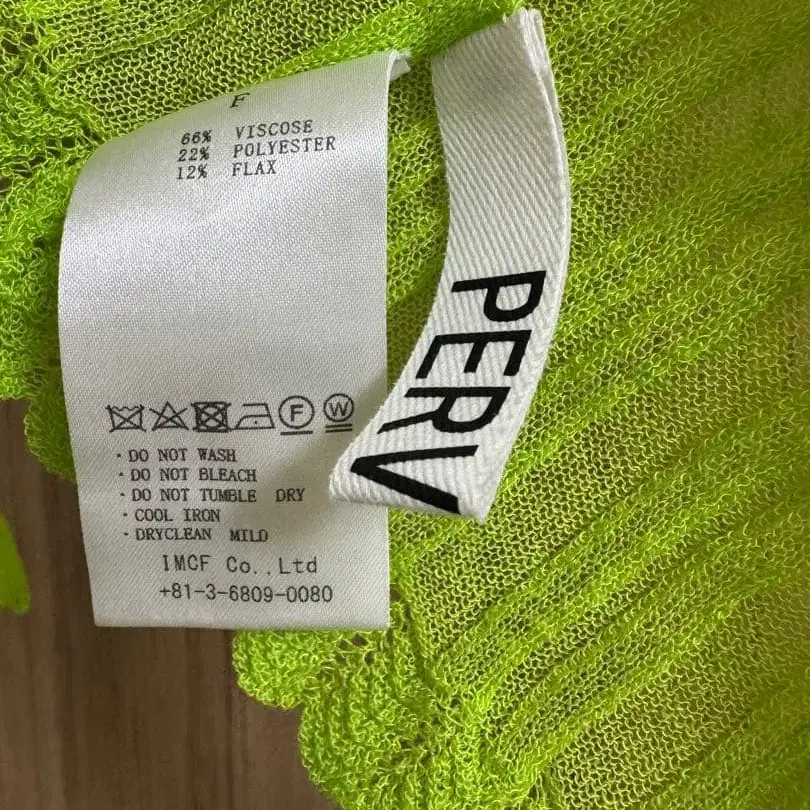 F
66% VISCOSE
22% POLYESTER
12% FLAX
F W
· DO NOT WASH
· DO NOT BLEACH
· DO NOT TUMBLE DRY
· COOL IRON
· DRYCLEAN MILD
IMCF Co.,Ltd
+81-3-6809-0080
PERV